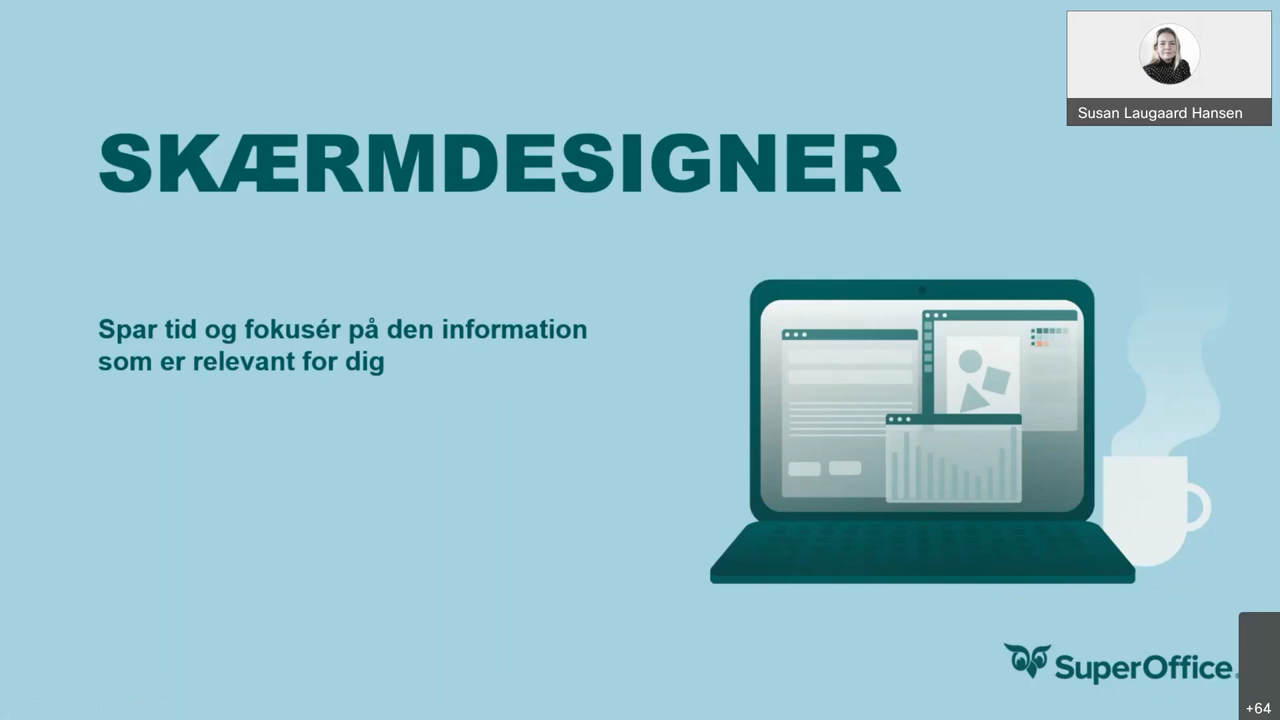 Susan Laugaard Hansen
SKÆRMDESIGNER
Spar tid og fokusér på den information
som er relevant for dig
SuperOffice.
+64